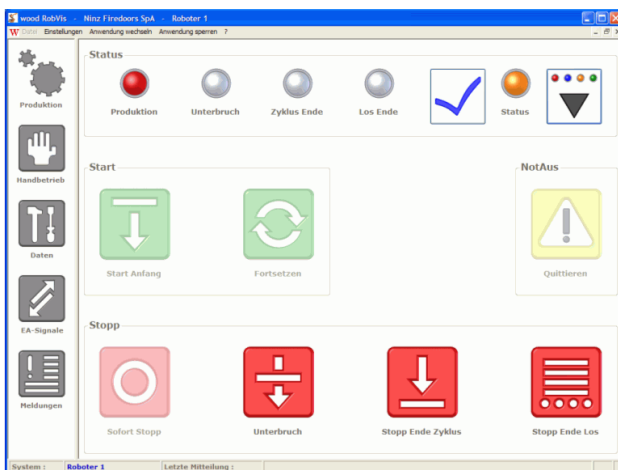 wood RobVis - Ninz Firedoors SpA - Roboter 1
Datei Einstellungen Anwendung wechseln Anwendung sperren ?
Status
Produktion Unterbruch Zyklus Ende Los Ende Status
Produktion
Handbetrieb
Daten
EA-Signale
Meldungen
Start
Start Anfang Fortsetzen
NotAus
Quittieren
Stopp
Sofort Stopp Unterbruch Stopp Ende Zyklus Stopp Ende Los
System : Roboter 1 Letzte Mitteilung :